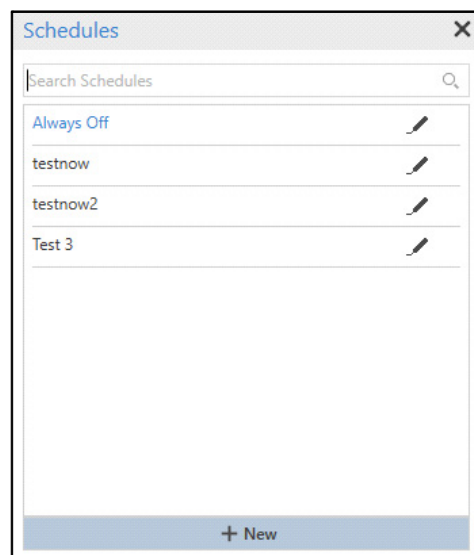 Schedules
Search Schedules
Always Off
testnow
testnow2
Test 3
+ New